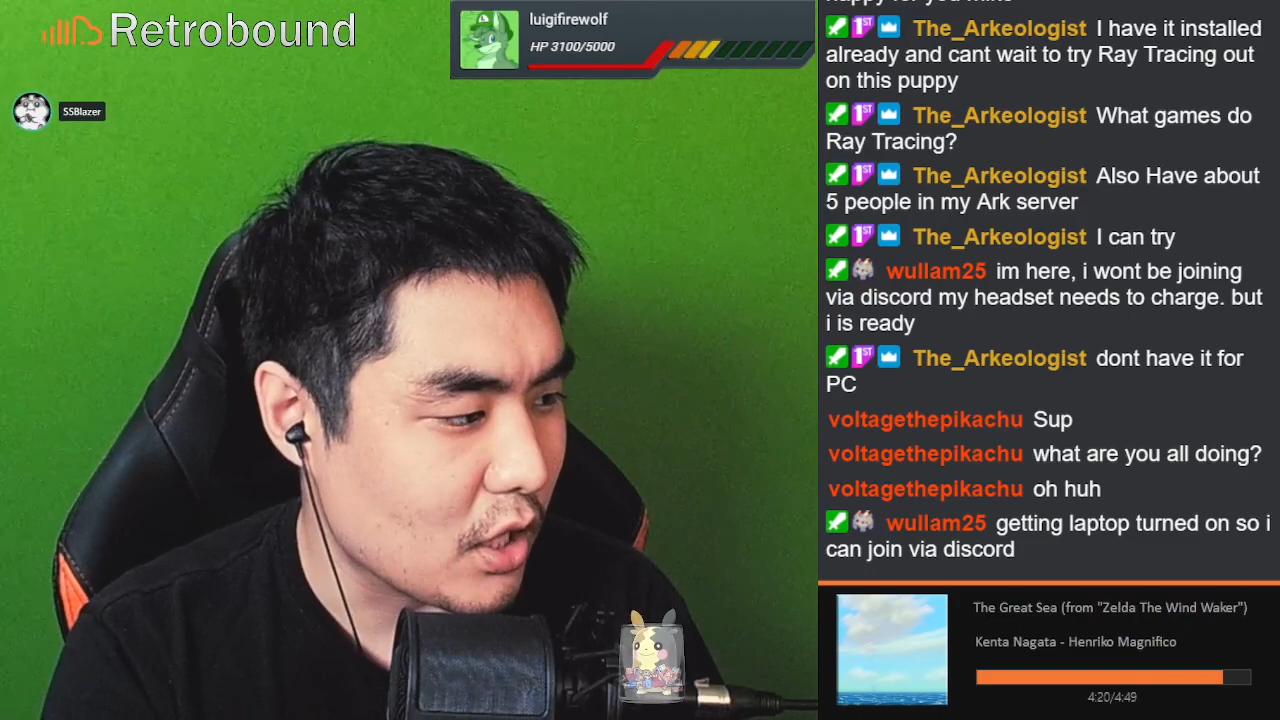 Retrobound
luigifirewolf
HP 3100/5000
SSBlazer
The_Arkeologist I have it installed
already and cant wait to try Ray Tracing out
on this puppy
The_Arkeologist What games do
Ray Tracing?
The_Arkeologist Also Have about
5 people in my Ark server
The_Arkeologist I can try
wullam25 im here, i wont be joining
via discord my headset needs to charge. but
i is ready
The_Arkeologist dont have it for
PC
voltagethepikachu Sup
voltagethepikachu what are you all doing?
voltagethepikachu oh huh
wullam25 getting laptop turned on so i
can join via discord
The Great Sea (from "Zelda The Wind Waker")
Kenta Nagata - Henriko Magnifico
4:20/4:49